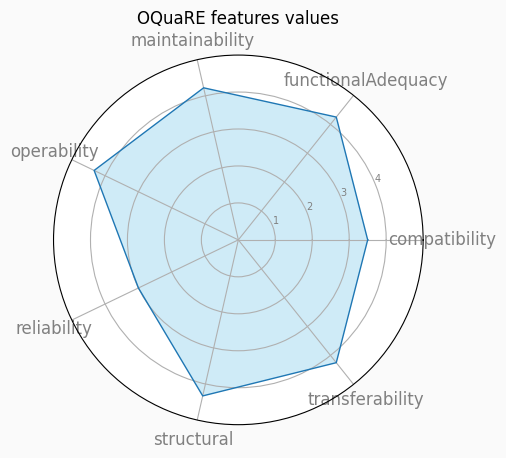 OQuaRE features values
maintainability
functionalAdequacy
operability
4
3
2
1
compatibility
reliability
transferability
structural